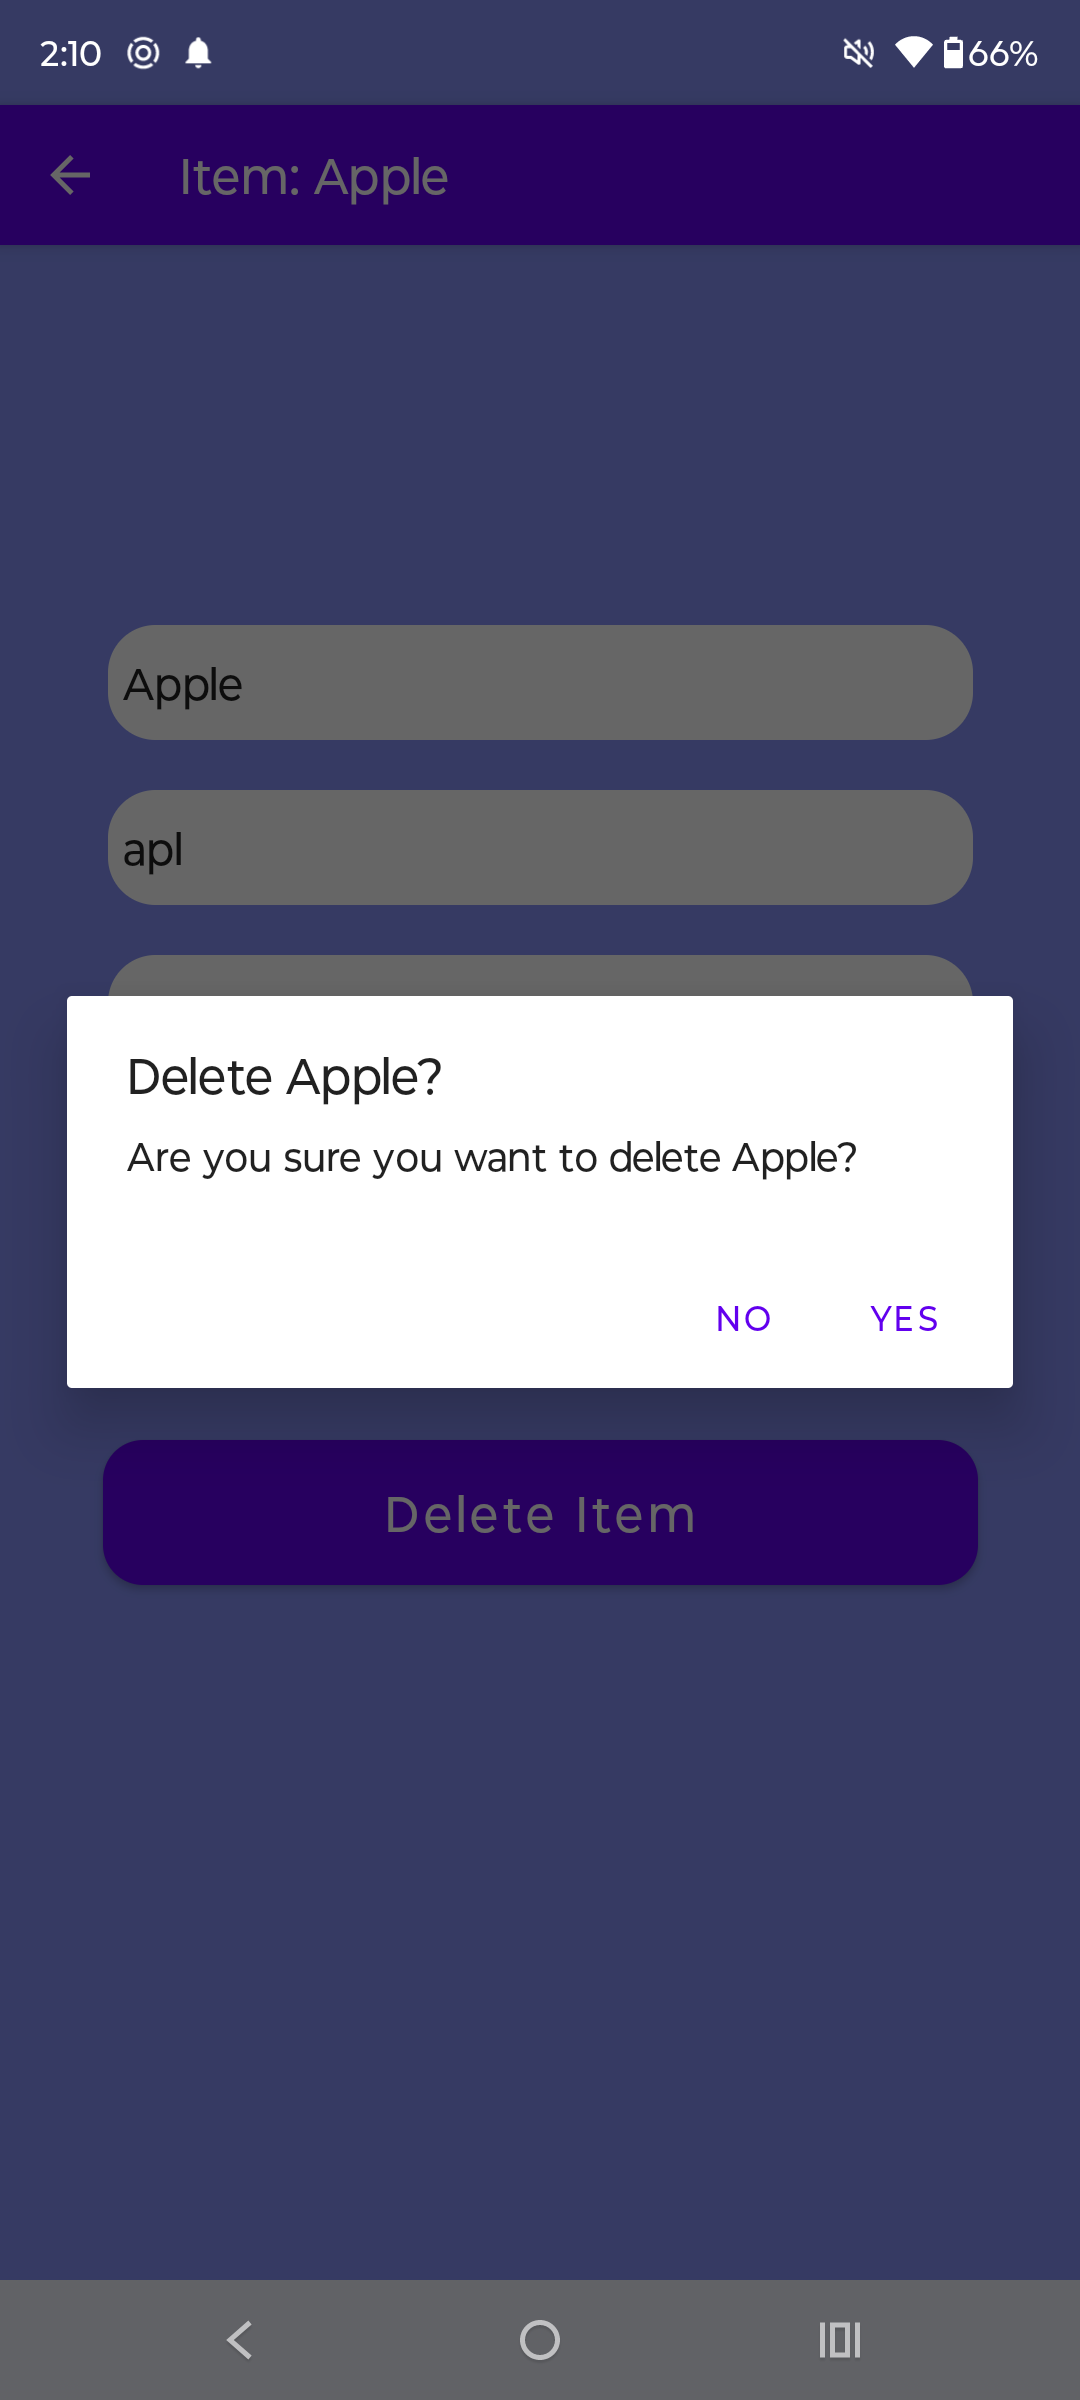 2:10
66%
Item: Apple
Apple
apl
Delete Apple?
Are you sure you want to delete Apple?
NO YES
Delete Item